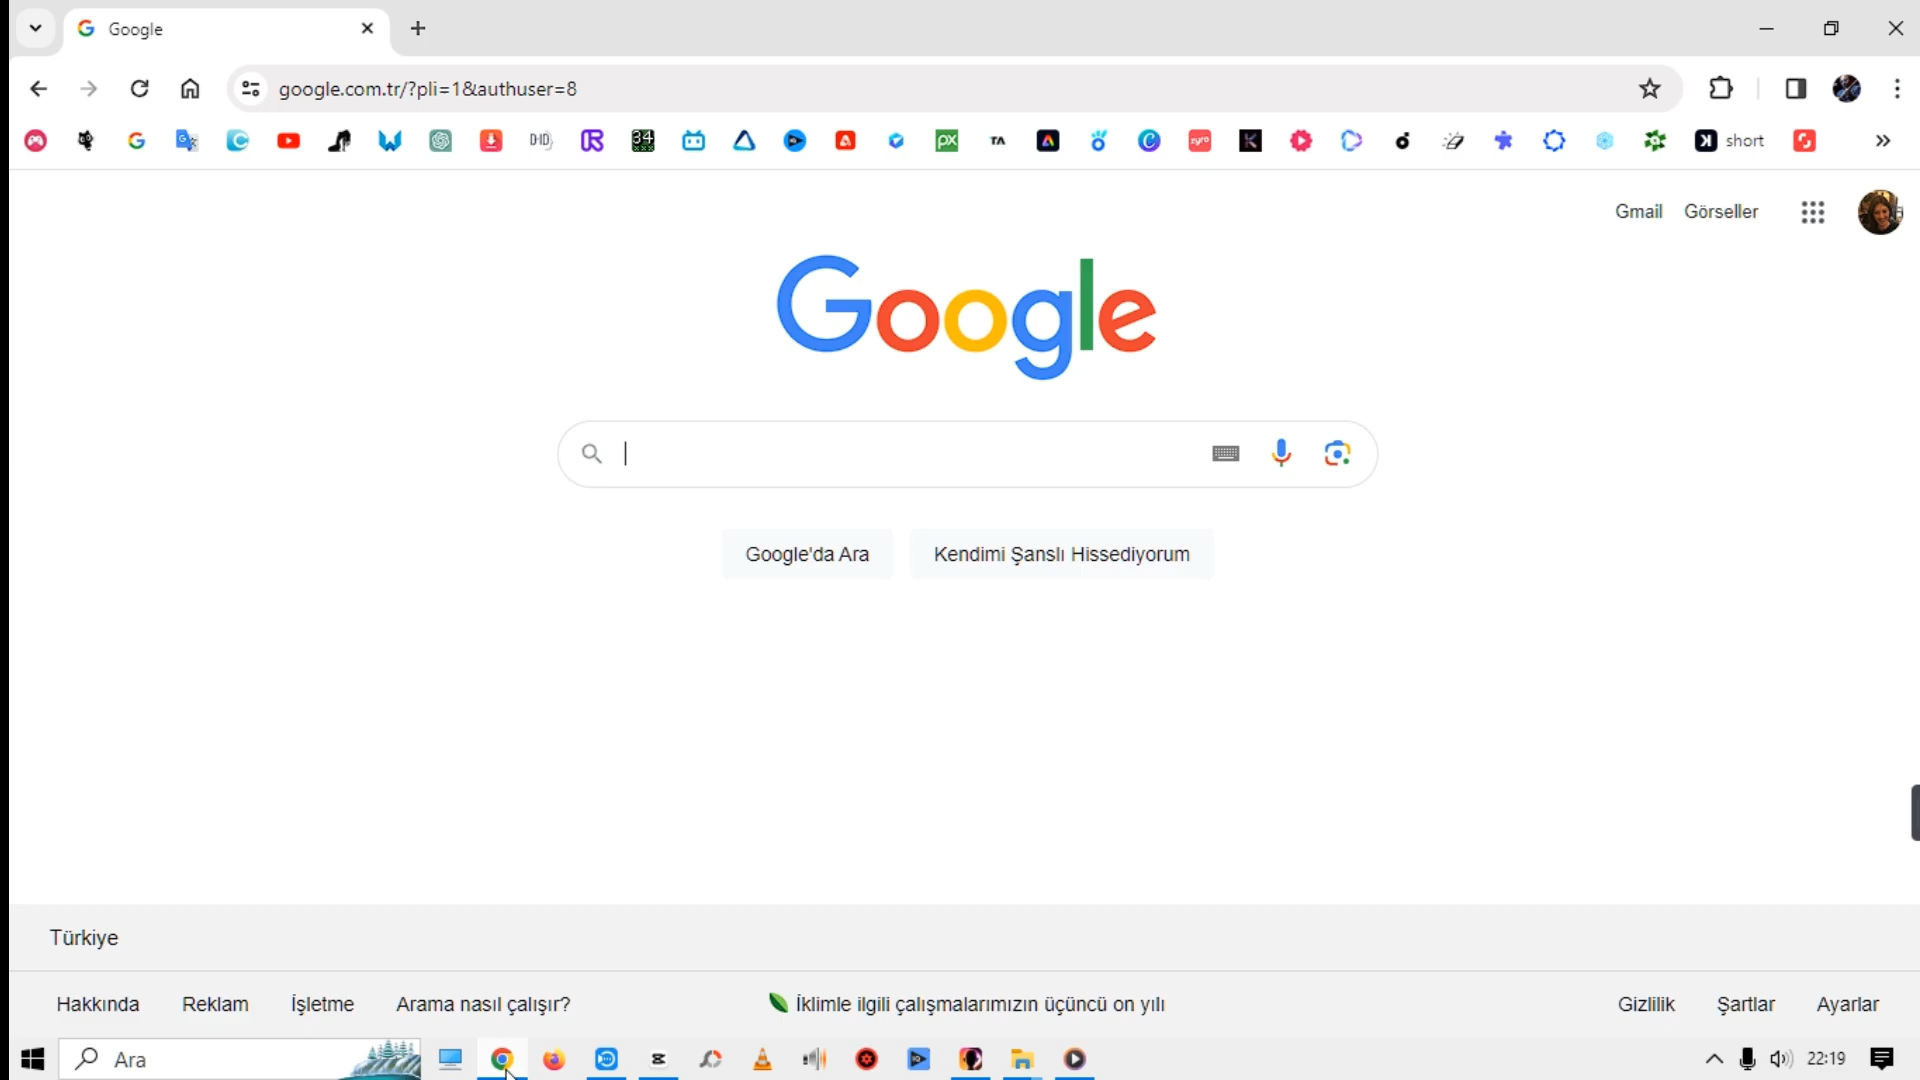 Google
google.com.tr/?pli=1&authuser=8
short
Gmail Görseller
Google
Google'da Ara Kendimi Şanslı Hissediyorum
Türkiye
Hakkında Reklam İşletme Arama nasıl çalışır? İklimle ilgili çalışmalarımızın üçüncü on yılı Gizlilik Şartlar Ayarlar
Ara 22:19